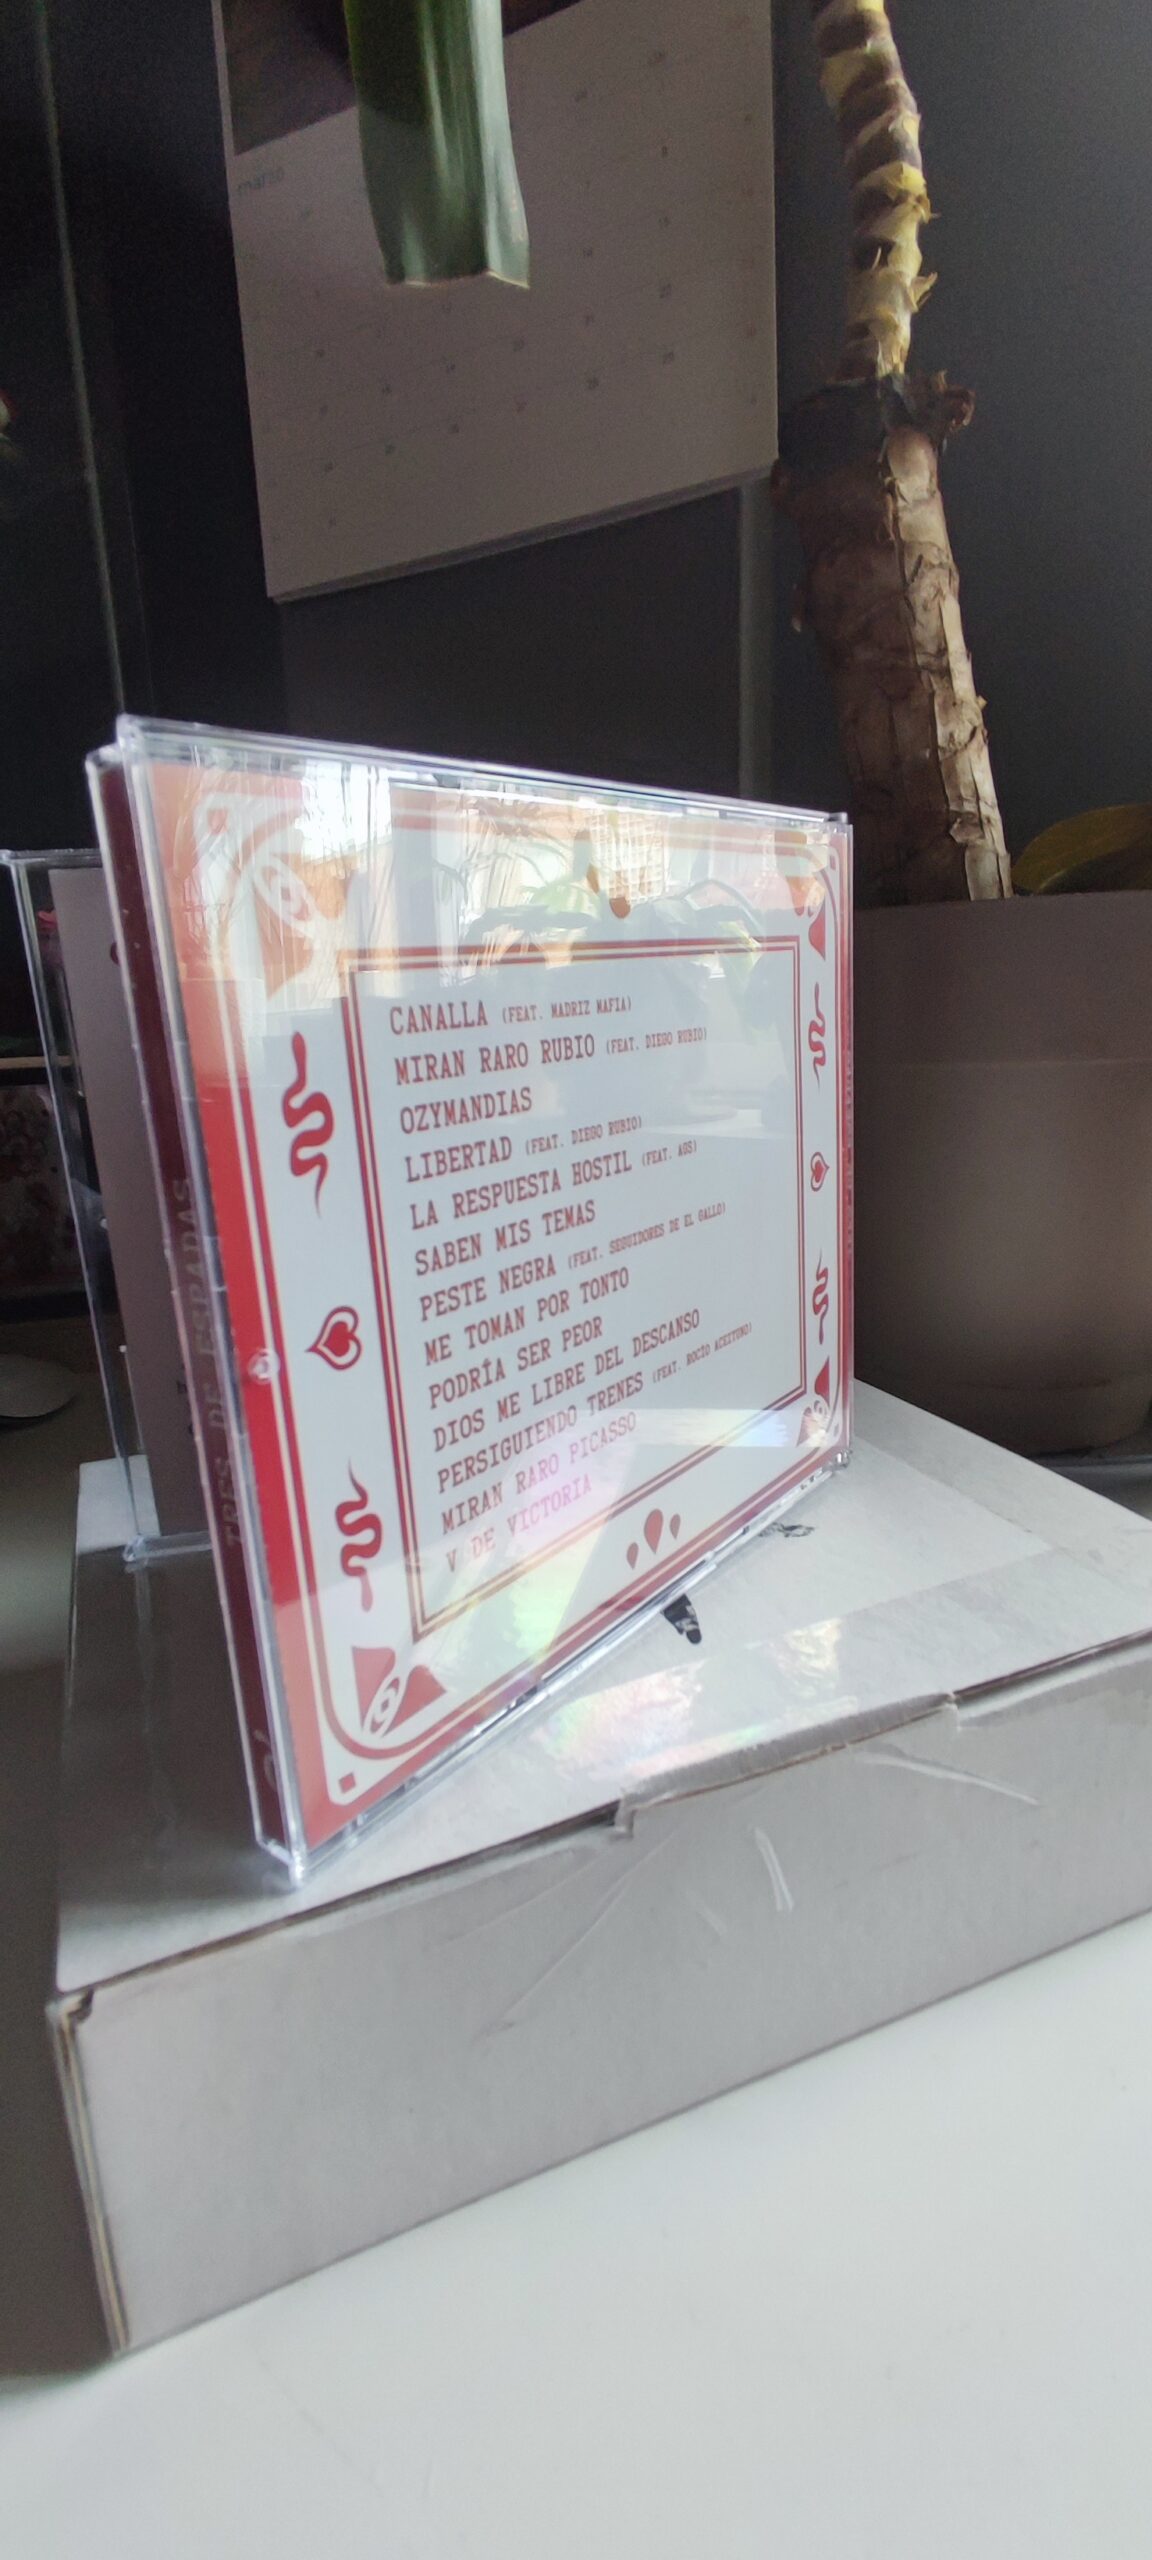 marzo
CANALLA (FEAT. MADRIZ MAFIA)
MIRAN RARO RUBIO (FEAT. DIEGO RUBIO)
OZYMANDIAS
LIBERTAD (FEAT. DIEGO RUBIO)
LA RESPUESTA HOSTIL (FEAT. AGS)
SABEN MIS TEMAS
PESTE NEGRA (FEAT. SEGUIDORES DE EL GALLO)
ME TOMAN POR TONTO
PODRÍA SER PEOR
DIOS ME LIBRE DEL DESCANSO
PERSIGUIENDO TRENES (FEAT. ROCÍO ACEITUNO)
MIRAN RARO PICASSO
V DE VICTORIA
TRES DE ESPADAS